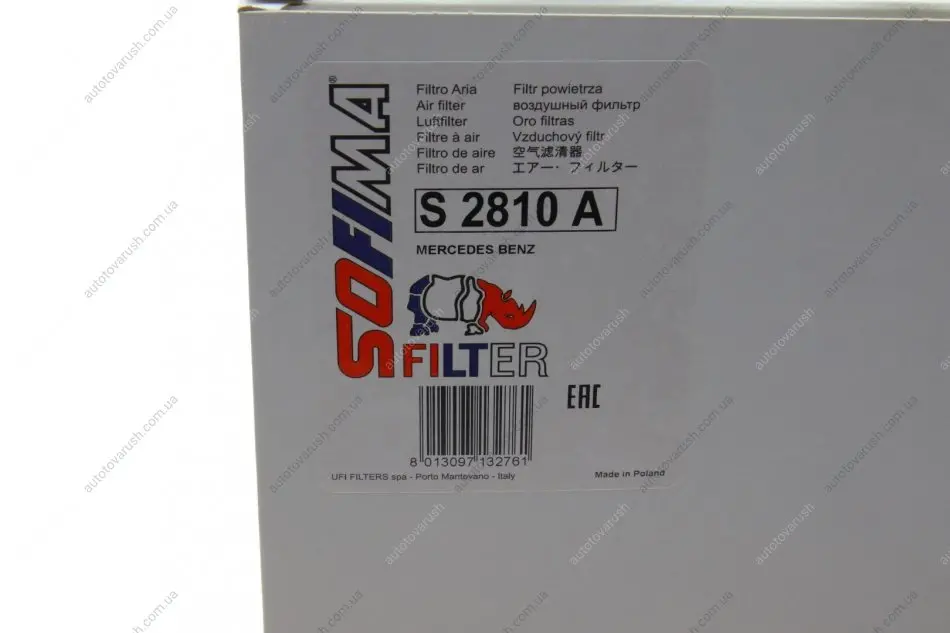 SOFIMA®
Filtro Aria
Air filter
Luftfilter
Filtre à air
Filtro de aire
Filtro de ar
Filtr powietrza
воздушный фильтр
Oro filtras
Vzduchový filtr
空气滤清器
エアー・フィルター
S 2810 A
MERCEDES BENZ
FILTER
8 013097 132761
EAC
UFI FILTERS spa - Porto Mantovano - Italy
Made in Poland
autotovarush.com.ua